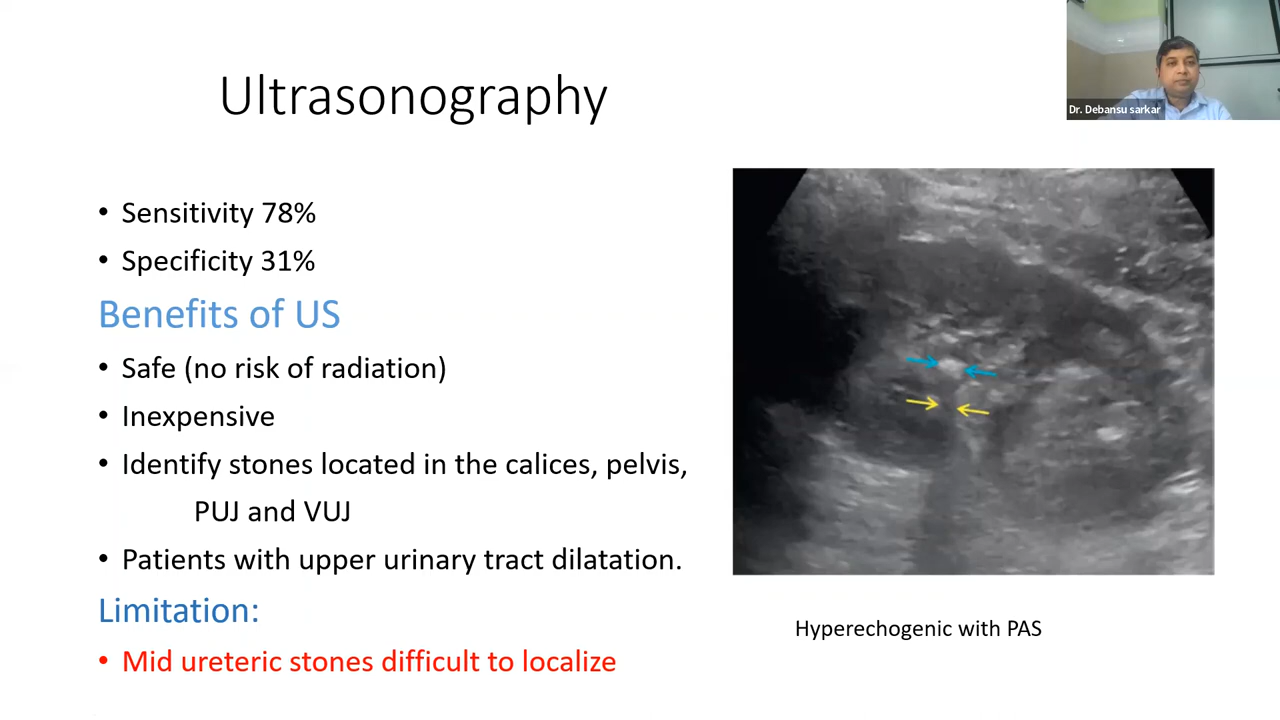 Ultrasonography
Dr. Debansu sarkar
• Sensitivity 78%
• Specificity 31%
Benefits of US
• Safe (no risk of radiation)
• Inexpensive
• Identify stones located in the calices, pelvis,
PUJ and VUJ
• Patients with upper urinary tract dilatation.
Limitation:
• Mid ureteric stones difficult to localize
Hyperechogenic with PAS